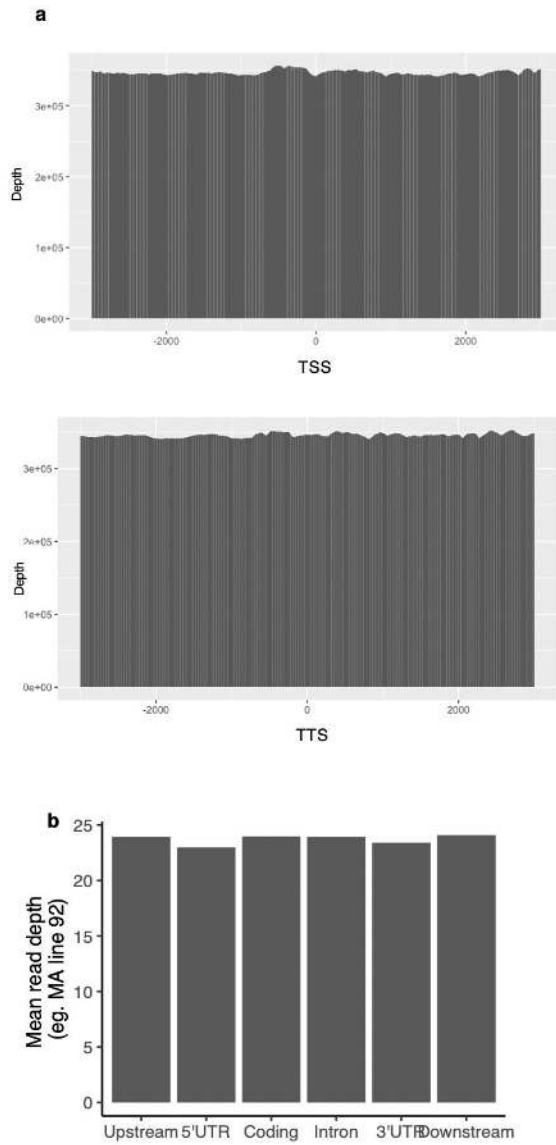 a
3e+05
2e+05
1e+05
0e+00
Depth
-2000 0 2000
TSS
3e+05
2e+05
1e+05
0e+00
Depth
-2000 0 2000
TTS
b
25
20
15
10
5
0
Mean read depth
(eg. MA line 92)
Upstream 5'UTR Coding Intron 3'UTR Downstream